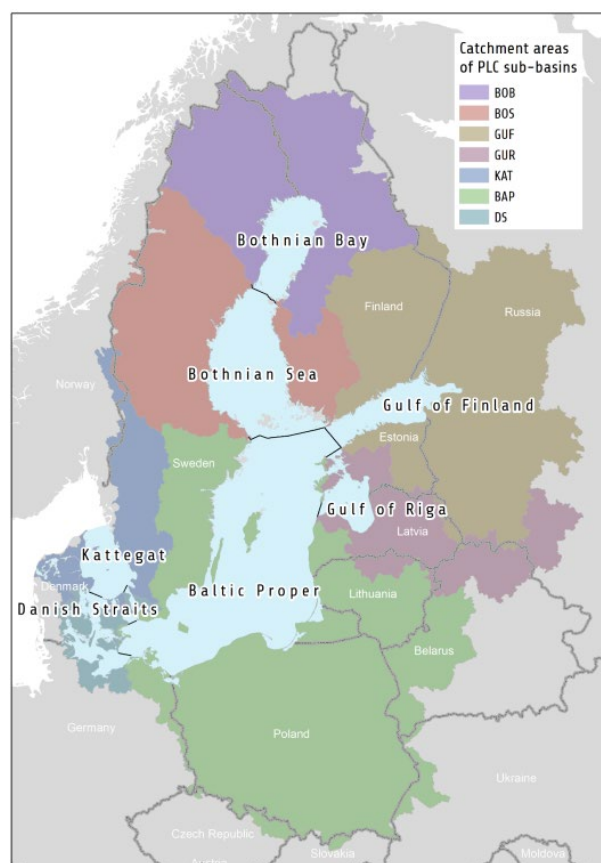 Catchment areas
of PLC sub-basins
BOB
BOS
GUF
GUR
KAT
BAP
DS
Bothnian Bay
Finland
Russia
Bothnian Sea
Norway
Gulf of Finland
Estonia
Sweden
Gulf of Riga
Latvia
Kattegat
Denmark
Baltic Proper
Lithuania
Danish Straits
Belarus
Germany
Poland
Ukraine
Czech Republic
Slovakia
Moldova
Austria